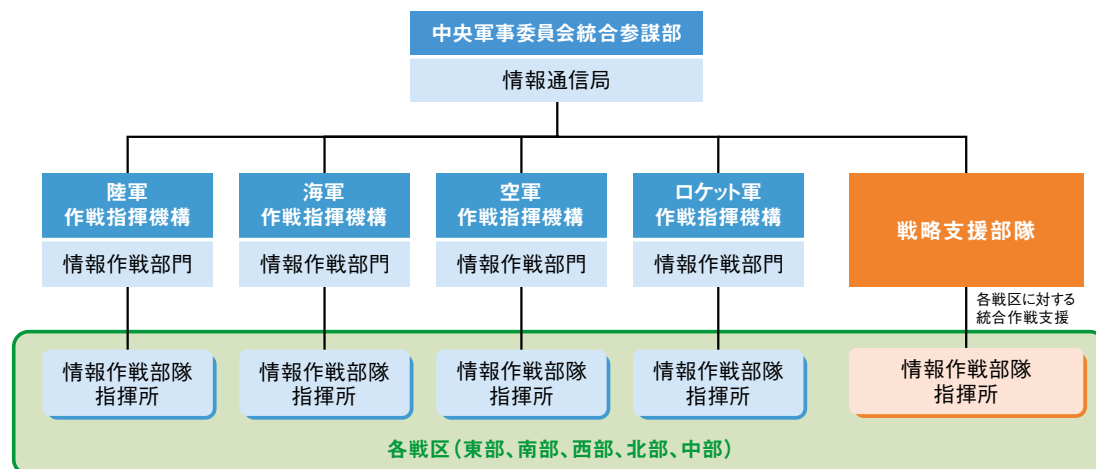 中央軍事委員会統合参謀部
情報通信局
陸軍
作戦指揮機構
情報作戦部門
海軍
作戦指揮機構
情報作戦部門
空軍
作戦指揮機構
情報作戦部門
ロケット軍
作戦指揮機構
情報作戦部門
戦略支援部隊
各戦区に対する
統合作戦支援
情報作戦部隊
指揮所
情報作戦部隊
指揮所
情報作戦部隊
指揮所
情報作戦部隊
指揮所
情報作戦部隊
指揮所
各戦区（東部、南部、西部、北部、中部）